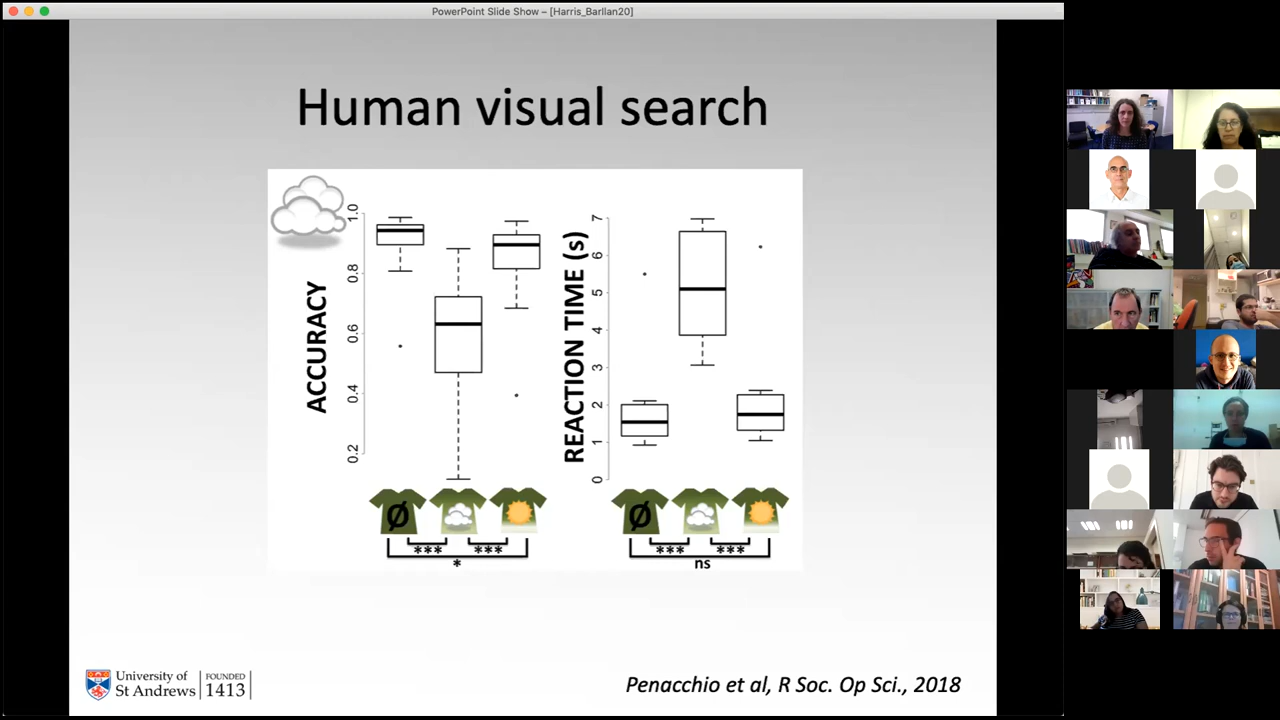 PowerPoint Slide Show – [Harris_BarIlan20]
Human visual search
ACCURACY
1.0
0.8
0.6
0.4
0.2
Ø
***
***
*
REACTION TIME (s)
7
6
5
4
3
2
1
0
Ø
***
***
ns
University of
St Andrews
FOUNDED
1413
Penacchio et al, R Soc. Op Sci., 2018